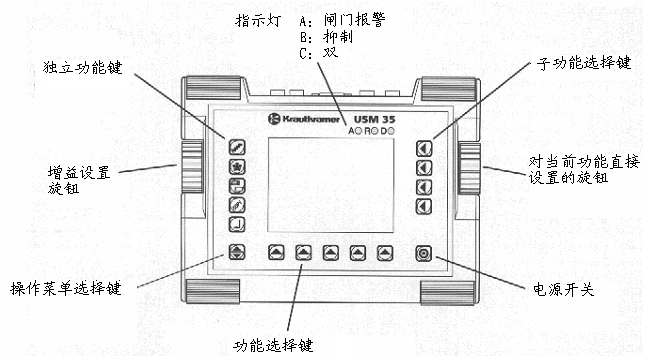 指示灯 A：闸门报警
B：抑制
C：双
独立功能键
子功能选择键
Krautkramer USM 35
A R D
增益设置
旋钮
对当前功能直接
设置的旋钮
操作菜单选择键
电源开关
功能选择键